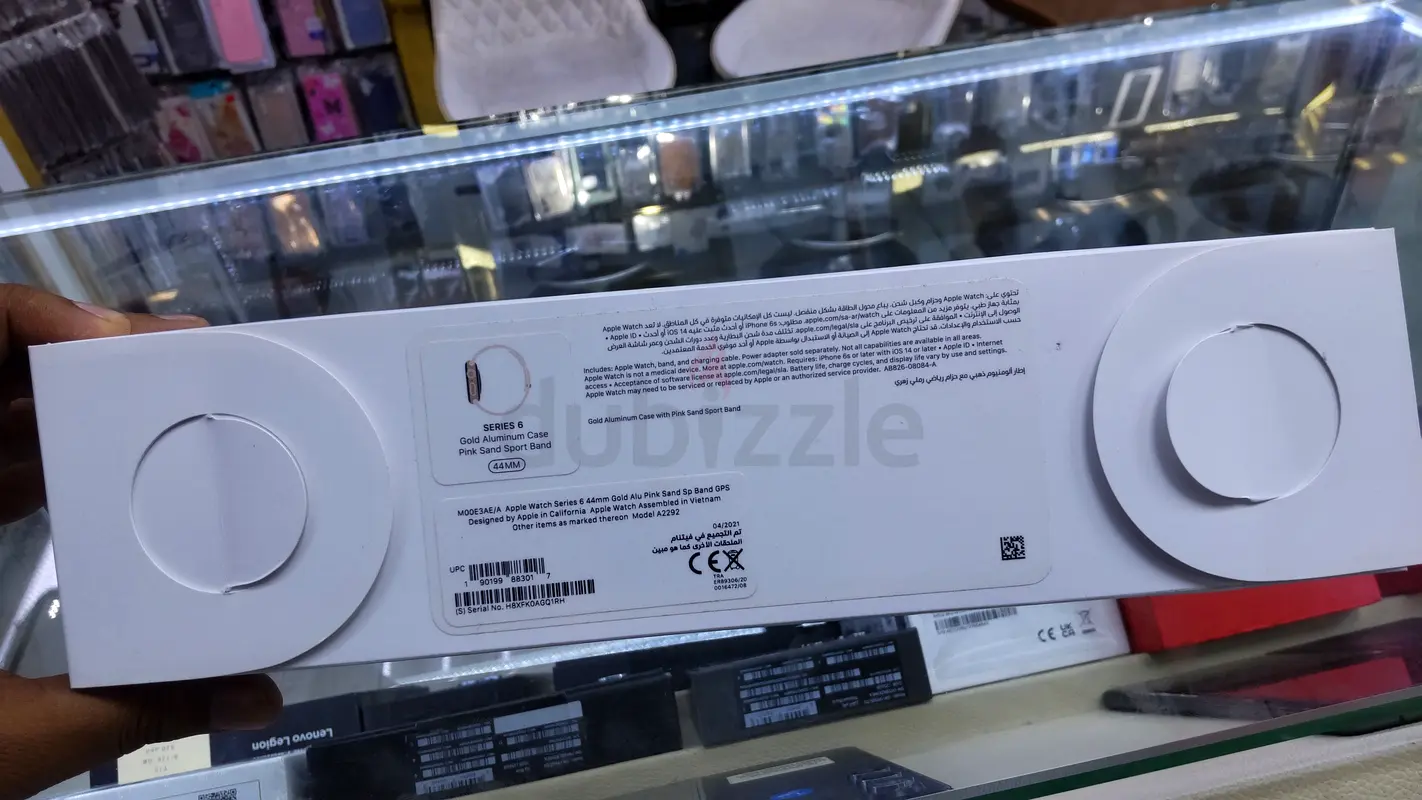 تحتوي على: Apple Watch وحزام وكبل شحن. يباع محول الطاقة بشكل منفصل. ليست كل الإمكانيات متوفرة في كل المناطق. لا تعد Apple Watch
بمثابة جهاز طبي. يتوفر مزيد من المعلومات على apple.com/sa-ar/watch. مطلوب: iPhone 6s أو أحدث مثبت عليه iOS 14 أو أحدث • Apple ID •
الوصول إلى الإنترنت • الموافقة على ترخيص البرنامج على apple.com/legal/sla. تختلف مدة شحن البطارية وعدد دورات الشحن وعمر شاشة العرض
حسب الاستخدام والإعدادات. قد تحتاج Apple Watch إلى الصيانة أو الاستبدال بواسطة Apple أو أحد موفري الخدمة المعتمدين.
Includes: Apple Watch, band, and charging cable. Power adapter sold separately. Not all capabilities are available in all areas.
Apple Watch is not a medical device. More at apple.com/watch. Requires: iPhone 6s or later with iOS 14 or later • Apple ID • Internet
access • Acceptance of software license at apple.com/legal/sla. Battery life, charge cycles, and display life vary by use and settings.
Apple Watch may need to be serviced or replaced by Apple or an authorized service provider. AB826-08084-A
إطار ألومنيوم ذهبي مع حزام رياضي رملي زهري
Gold Aluminum Case with Pink Sand Sport Band
SERIES 6
Gold Aluminum Case
Pink Sand Sport Band
44MM
dubizzle
M00E3AE/A Apple Watch Series 6 44mm Gold Alu Pink Sand Sp Band GPS
Designed by Apple in California Apple Watch Assembled in Vietnam
Other items as marked thereon Model A2292
04/2021
تم التجميع في فيتنام
الملحقات الأخرى كما هو مبين
CE
TRA
ER89306/20
0016472/08
UPC
1 90199 88301 7
(S) Serial No. H8XFK0AGQ1RH
CE UK CA
Lenovo Legion